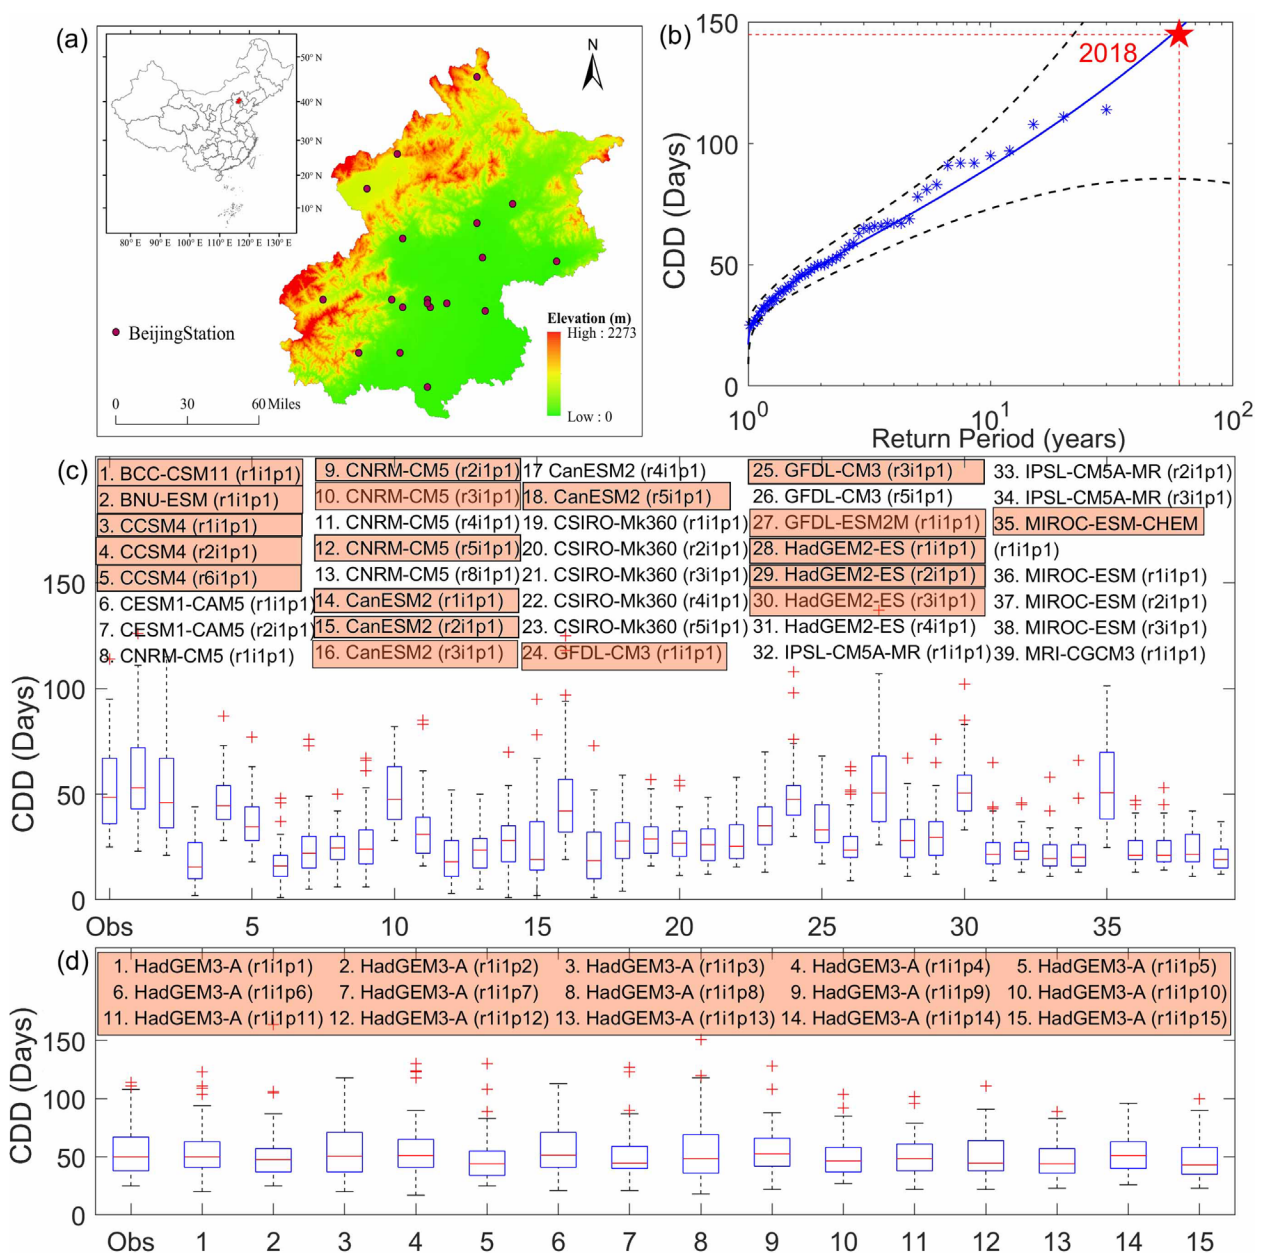 (a)
N
50° N
40° N
30° N
20° N
10° N
80° E 90° E 100° E 110° E 120° E 130° E
BeijingStation
0 30 60 Miles
Elevation (m)
High : 2273
Low : 0
(b)
150
100
50
0
CDD (Days)
2018
10^0 10^1 10^2
Return Period (years)
(c)
1. BCC-CSM11 (r1i1p1)
2. BNU-ESM (r1i1p1)
3. CCSM4 (r1i1p1)
4. CCSM4 (r2i1p1)
5. CCSM4 (r6i1p1)
6. CESM1-CAM5 (r1i1p1)
7. CESM1-CAM5 (r2i1p1)
8. CNRM-CM5 (r1i1p1)
9. CNRM-CM5 (r2i1p1)
10. CNRM-CM5 (r3i1p1)
11. CNRM-CM5 (r4i1p1)
12. CNRM-CM5 (r5i1p1)
13. CNRM-CM5 (r8i1p1)
14. CanESM2 (r1i1p1)
15. CanESM2 (r2i1p1)
16. CanESM2 (r3i1p1)
17 CanESM2 (r4i1p1)
18. CanESM2 (r5i1p1)
19. CSIRO-Mk360 (r1i1p1)
20. CSIRO-Mk360 (r2i1p1)
21. CSIRO-Mk360 (r3i1p1)
22. CSIRO-Mk360 (r4i1p1)
23. CSIRO-Mk360 (r5i1p1)
24. GFDL-CM3 (r1i1p1)
25. GFDL-CM3 (r3i1p1)
26. GFDL-CM3 (r5i1p1)
27. GFDL-ESM2M (r1i1p1)
28. HadGEM2-ES (r1i1p1)
29. HadGEM2-ES (r2i1p1)
30. HadGEM2-ES (r3i1p1)
31. HadGEM2-ES (r4i1p1)
32. IPSL-CM5A-MR (r1i1p1)
33. IPSL-CM5A-MR (r2i1p1)
34. IPSL-CM5A-MR (r3i1p1)
35. MIROC-ESM-CHEM
(r1i1p1)
36. MIROC-ESM (r1i1p1)
37. MIROC-ESM (r2i1p1)
38. MIROC-ESM (r3i1p1)
39. MRI-CGCM3 (r1i1p1)
150
100
50
0
CDD (Days)
Obs 5 10 15 20 25 30 35
(d)
1. HadGEM3-A (r1i1p1) 2. HadGEM3-A (r1i1p2) 3. HadGEM3-A (r1i1p3) 4. HadGEM3-A (r1i1p4) 5. HadGEM3-A (r1i1p5)
6. HadGEM3-A (r1i1p6) 7. HadGEM3-A (r1i1p7) 8. HadGEM3-A (r1i1p8) 9. HadGEM3-A (r1i1p9) 10. HadGEM3-A (r1i1p10)
11. HadGEM3-A (r1i1p11) 12. HadGEM3-A (r1i1p12) 13. HadGEM3-A (r1i1p13) 14. HadGEM3-A (r1i1p14) 15. HadGEM3-A (r1i1p15)
150
100
50
0
CDD (Days)
Obs 1 2 3 4 5 6 7 8 9 10 11 12 13 14 15